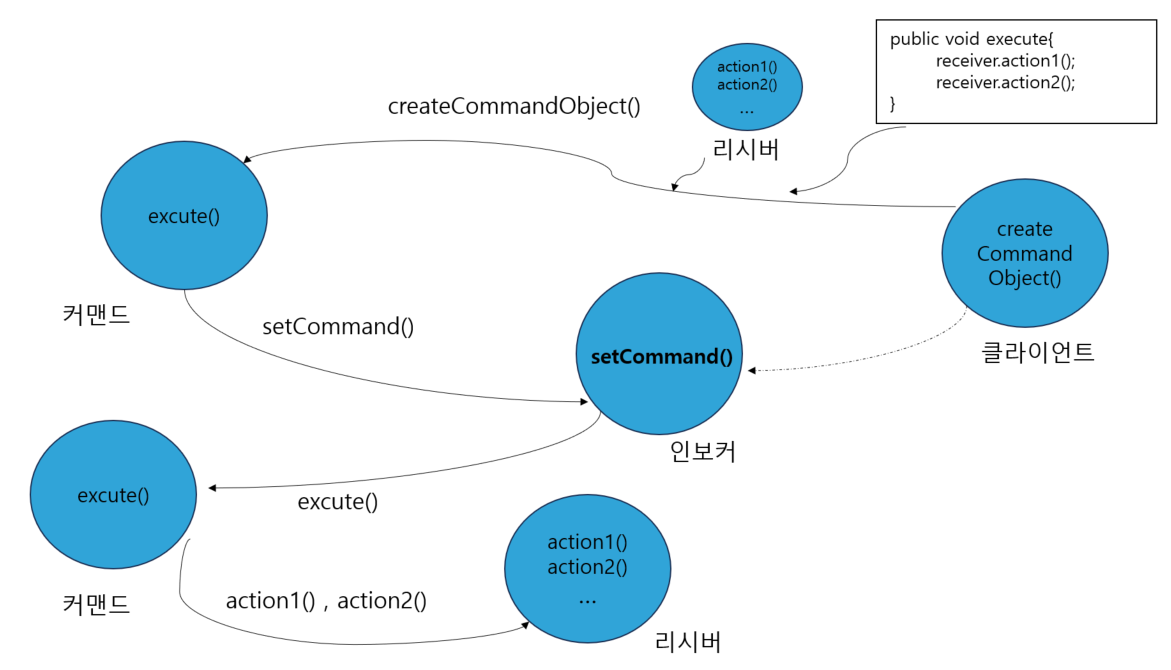 public void execute{
receiver.action1();
receiver.action2();
}
action1()
action2()
...
리시버
createCommandObject()
excute()
커맨드
create
Command
Object()
클라이언트
setCommand()
setCommand()
인보커
excute()
excute()
커맨드
action1()
action2()
...
리시버
action1() , action2()